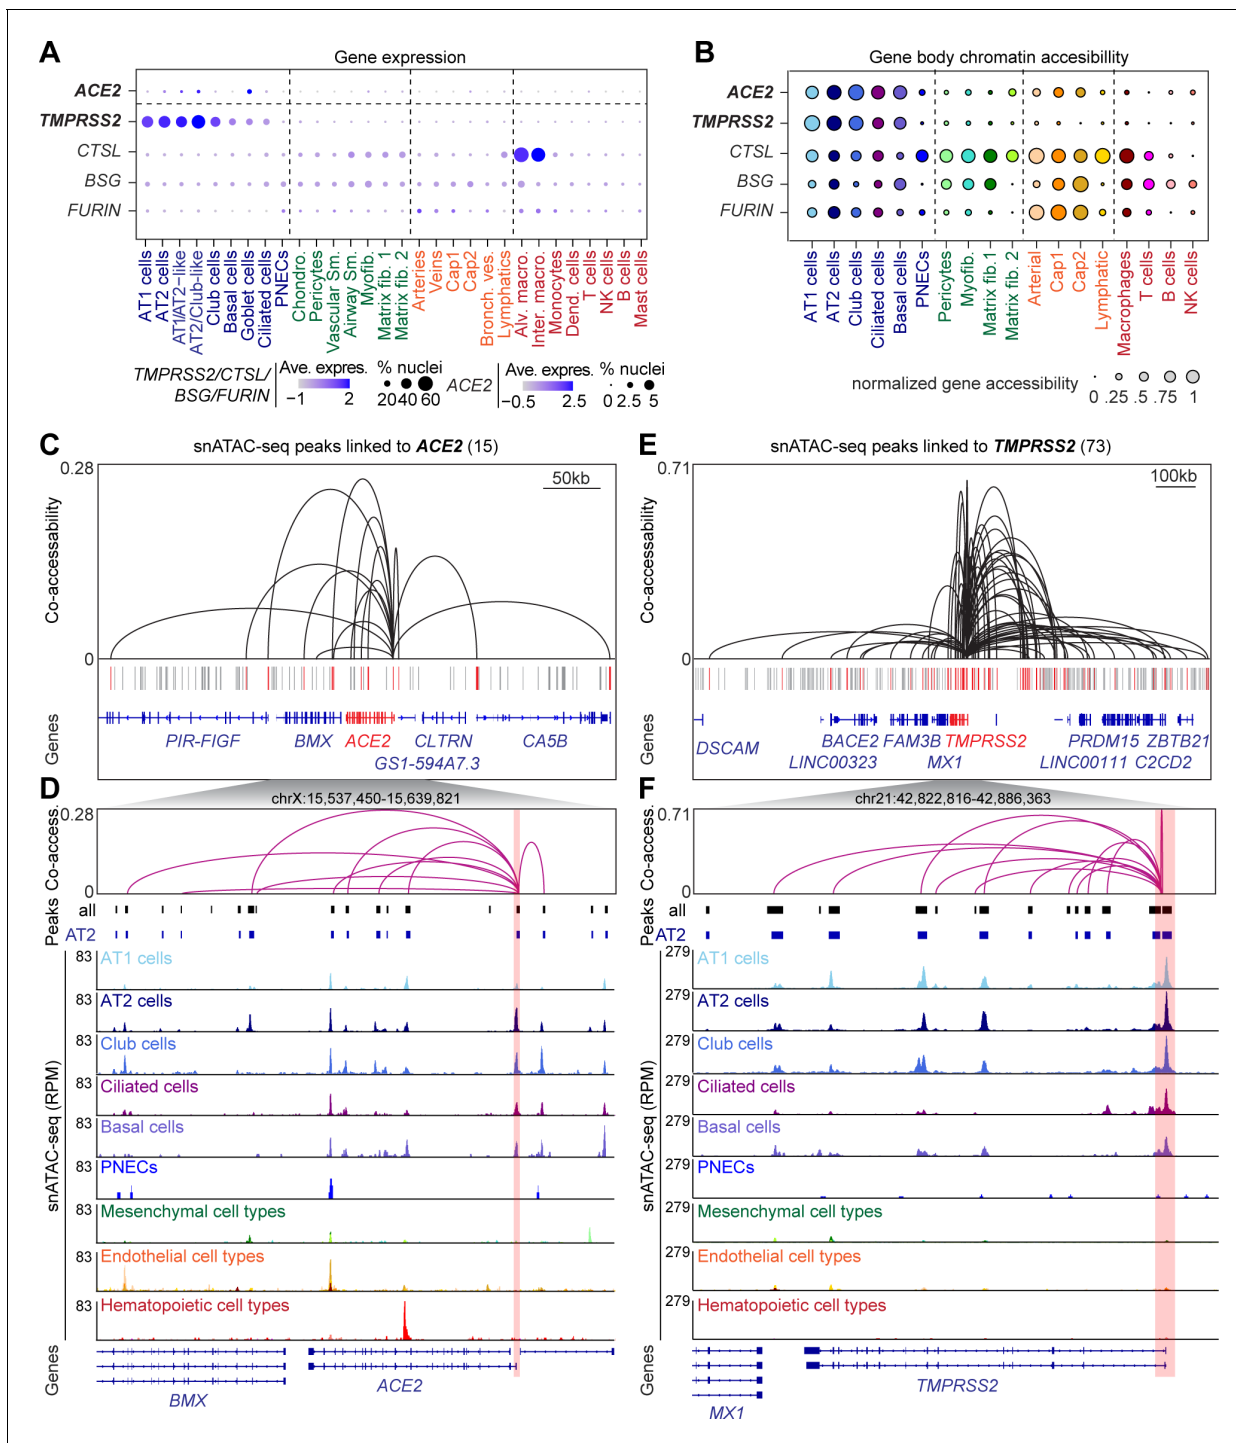 A
Gene expression
ACE2
TMPRSS2
CTSL
BSG
FURIN
AT1 cells
AT2 cells
AT1/AT2-like
AT2/Club-like
Club cells
Basal cells
Goblet cells
Ciliated cells
PNECs
Chondro.
Pericytes
Vascular Sm.
Airway Sm.
Myofib.
Matrix fib. 1
Matrix fib. 2
Arteries
Veins
Cap1
Cap2
Bronch. ves.
Lymphatics
Alv. macro.
Inter. macro.
Monocytes
Dend. cells
T cells
NK cells
B cells
Mast cells
TMPRSS2/CTSL/
BSG/FURIN
Ave. expres.
−1 2
% nuclei
20 40 60
ACE2
Ave. expres.
−0.5 2.5
% nuclei
0 2.5 5
B
Gene body chromatin accesibillity
ACE2
TMPRSS2
CTSL
BSG
FURIN
AT1 cells
AT2 cells
Club cells
Ciliated cells
Basal cells
PNECs
Pericytes
Myofib.
Matrix fib.1
Matrix fib. 2
Arterial
Cap1
Cap2
Lymphatic
Macrophages
T cells
B cells
NK cells
normalized gene accessibility
0 .25 .5 .75 1
C
snATAC-seq peaks linked to ACE2 (15)
0.28
50kb
Co-accessability
0
Genes
PIR-FIGF
BMX
ACE2
CLTRN
CA5B
GS1-594A7.3
E
snATAC-seq peaks linked to TMPRSS2 (73)
0.71
100kb
Co-accessability
0
Genes
DSCAM
BACE2
FAM3B
TMPRSS2
PRDM15
ZBTB21
LINC00323
MX1
LINC00111
C2CD2
D
chrX:15,537,450-15,639,821
0.28
Co-access.
0
Peaks
all
AT2
snATAC-seq (RPM)
83
AT1 cells
83
AT2 cells
83
Club cells
83
Ciliated cells
83
Basal cells
83
PNECs
83
Mesenchymal cell types
83
Endothelial cell types
83
Hematopoietic cell types
Genes
BMX
ACE2
F
chr21:42,822,816-42,886,363
0.71
Co-access.
0
Peaks
all
AT2
snATAC-seq (RPM)
279
AT1 cells
279
AT2 cells
279
Club cells
279
Ciliated cells
279
Basal cells
279
PNECs
279
Mesenchymal cell types
279
Endothelial cell types
279
Hematopoietic cell types
Genes
MX1
TMPRSS2